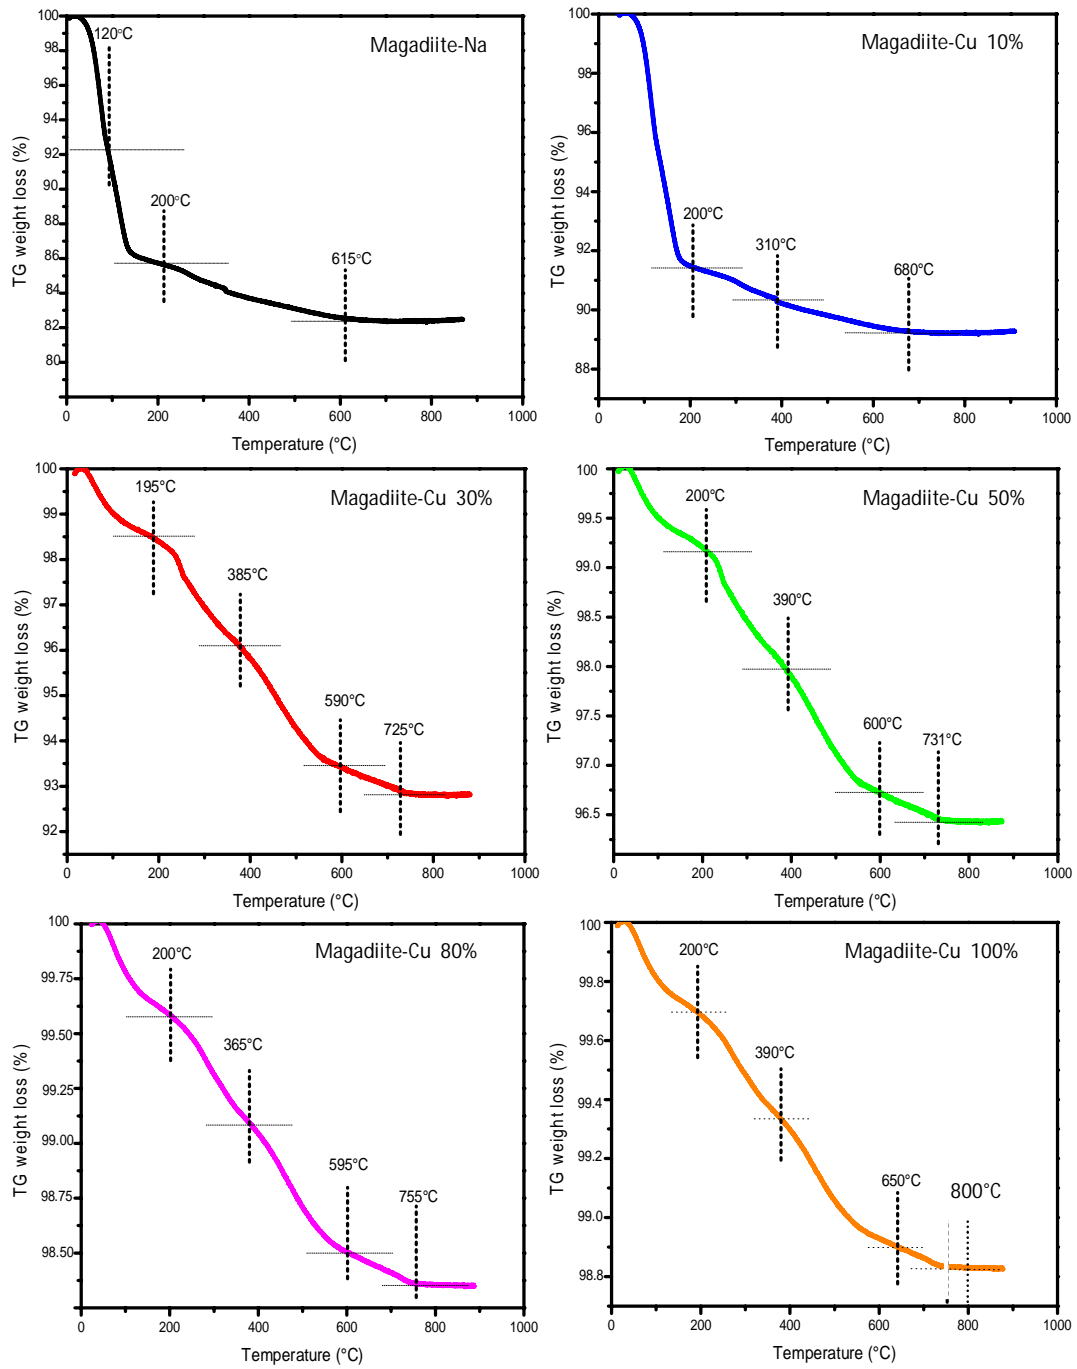 Magadiite-Na
120°C
200°C
615°C
TG weight loss (%)
100
98
96
94
92
90
88
86
84
82
80
0
200
400
600
800
1000
Temperature (°C)
Magadiite-Cu 10%
200°C
310°C
680°C
TG weight loss (%)
100
98
96
94
92
90
88
0
200
400
600
800
1000
Temperature (°C)
Magadiite-Cu 30%
195°C
385°C
590°C
725°C
TG weight loss (%)
100
99
98
97
96
95
94
93
92
0
200
400
600
800
1000
Temperature (°C)
Magadiite-Cu 50%
200°C
390°C
600°C
731°C
TG weight loss (%)
100
99.5
99.0
98.5
98.0
97.5
97.0
96.5
0
200
400
600
800
1000
Temperature (°C)
Magadiite-Cu 80%
200°C
365°C
595°C
755°C
TG weight loss (%)
100
99.75
99.50
99.25
99.00
98.75
98.50
0
200
400
600
800
1000
Temperature (°C)
Magadiite-Cu 100%
200°C
390°C
650°C
800°C
TG weight loss (%)
100
99.8
99.6
99.4
99.2
99.0
98.8
0
200
400
600
800
1000
Temperature (°C)